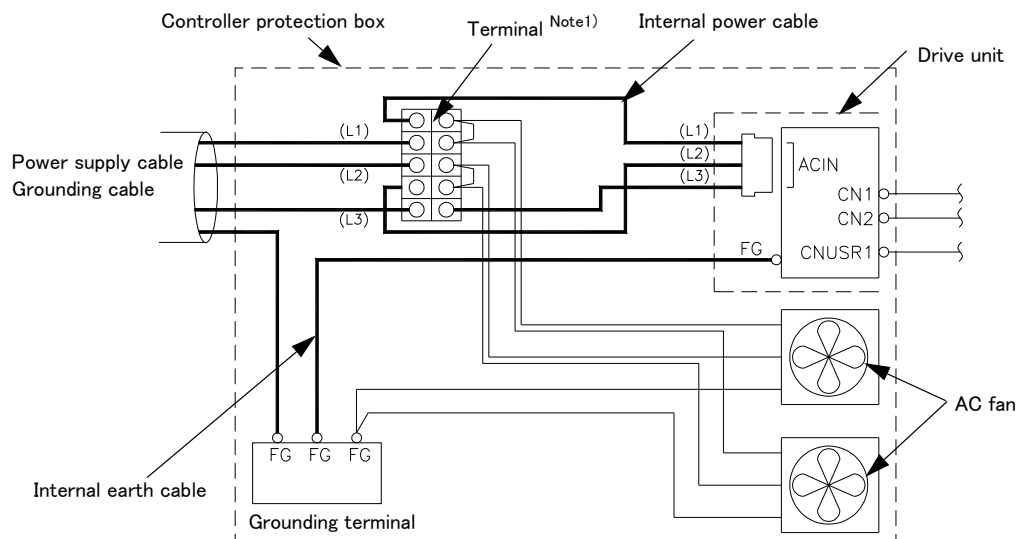 Controller protection box
Terminal Note1)
Internal power cable
Drive unit
(L1)
(L2)
(L3)
Power supply cable
Grounding cable
(L1)
(L2)
(L3)
ACIN
CN1
CN2
CNUSR1
FG
AC fan
FG FG FG
Internal earth cable
Grounding terminal